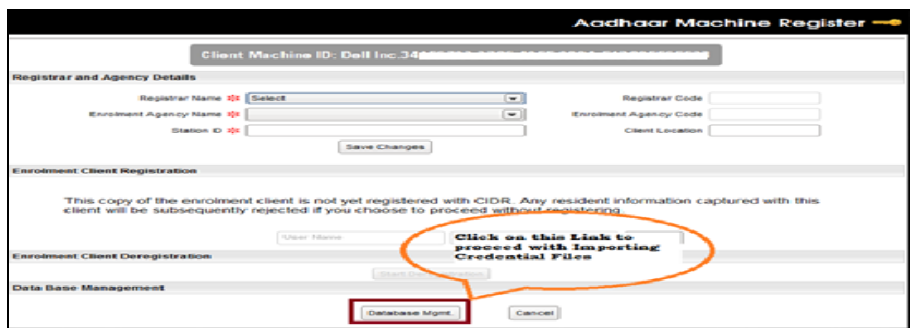 Aadhaar Machine Register
Client Machine ID: Dell Inc.34
Registrar and Agency Details
Registrar Name ** Select Registrar Code
Enrolment Agency Name ** Enrolment Agency Code
Station ID ** Client Location
Save Changes
Enrolment Client Registration
This copy of the enrolment client is not yet registered with CIDR. Any resident information captured with this
client will be subsequently rejected if you choose to proceed without registering
*User Name
Click on this Link to
proceed with Importing
Credential Files
Enrolment Client Deregistration
Data Base Management
Database Mgmt. Cancel